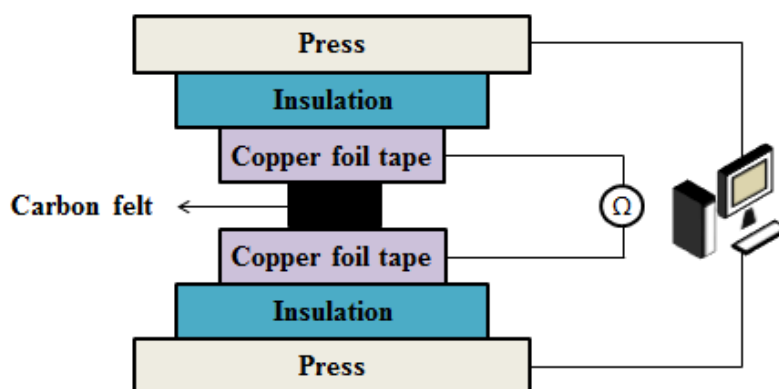 Press
Insulation
Copper foil tape
Carbon felt
Ω
Copper foil tape
Insulation
Press